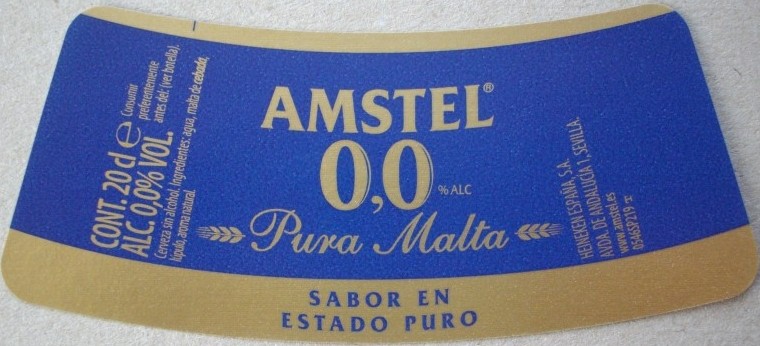 CONT. 20 cl e
ALC. 0,0% VOL.
Consumir
preferentemente
antes del: (ver botella).
Cerveza sin alcohol. Ingredientes: agua, malta de cebada,
lúpulo, aroma natural.
AMSTEL®
0,0 % ALC
Pura Malta
HEINEKEN ESPAÑA, S.A.
AVDA. DE ANDALUCÍA 1, SEVILLA.
www.amstel.es
0546SP219
SABOR EN
ESTADO PURO